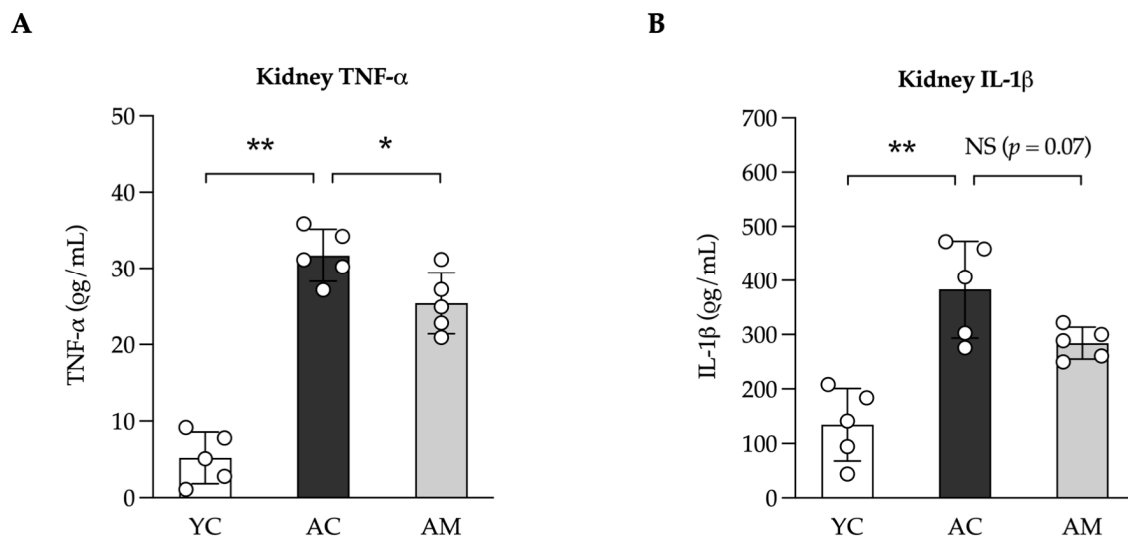 A
Kidney TNF-α
TNF-α (ϱg/mL)
50
40
30
20
10
0
**
*
YC
AC
AM
B
Kidney IL-1β
IL-1β (ϱg/mL)
700
600
500
400
300
200
100
0
**
NS (p = 0.07)
YC
AC
AM